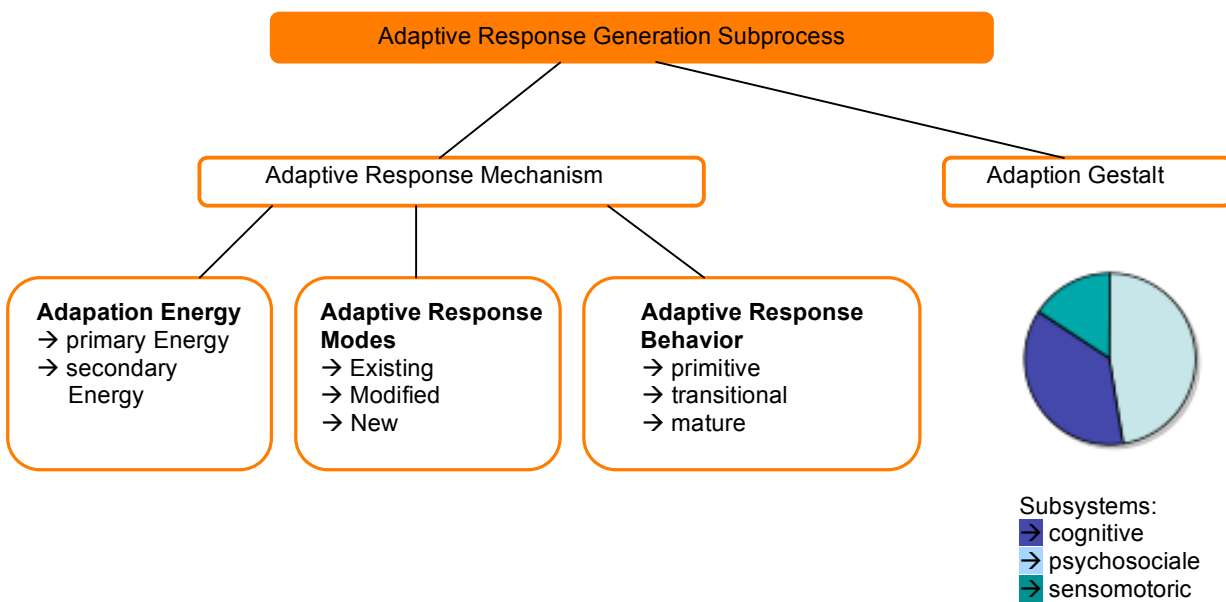 Adaptive Response Generation Subprocess
Adaptive Response Mechanism
Adaption Gestalt
Adapation Energy
→ primary Energy
→ secondary
Energy
Adaptive Response
Modes
→ Existing
→ Modified
→ New
Adaptive Response
Behavior
→ primitive
→ transitional
→ mature
Subsystems:
→ cognitive
→ psychosociale
→ sensomotoric